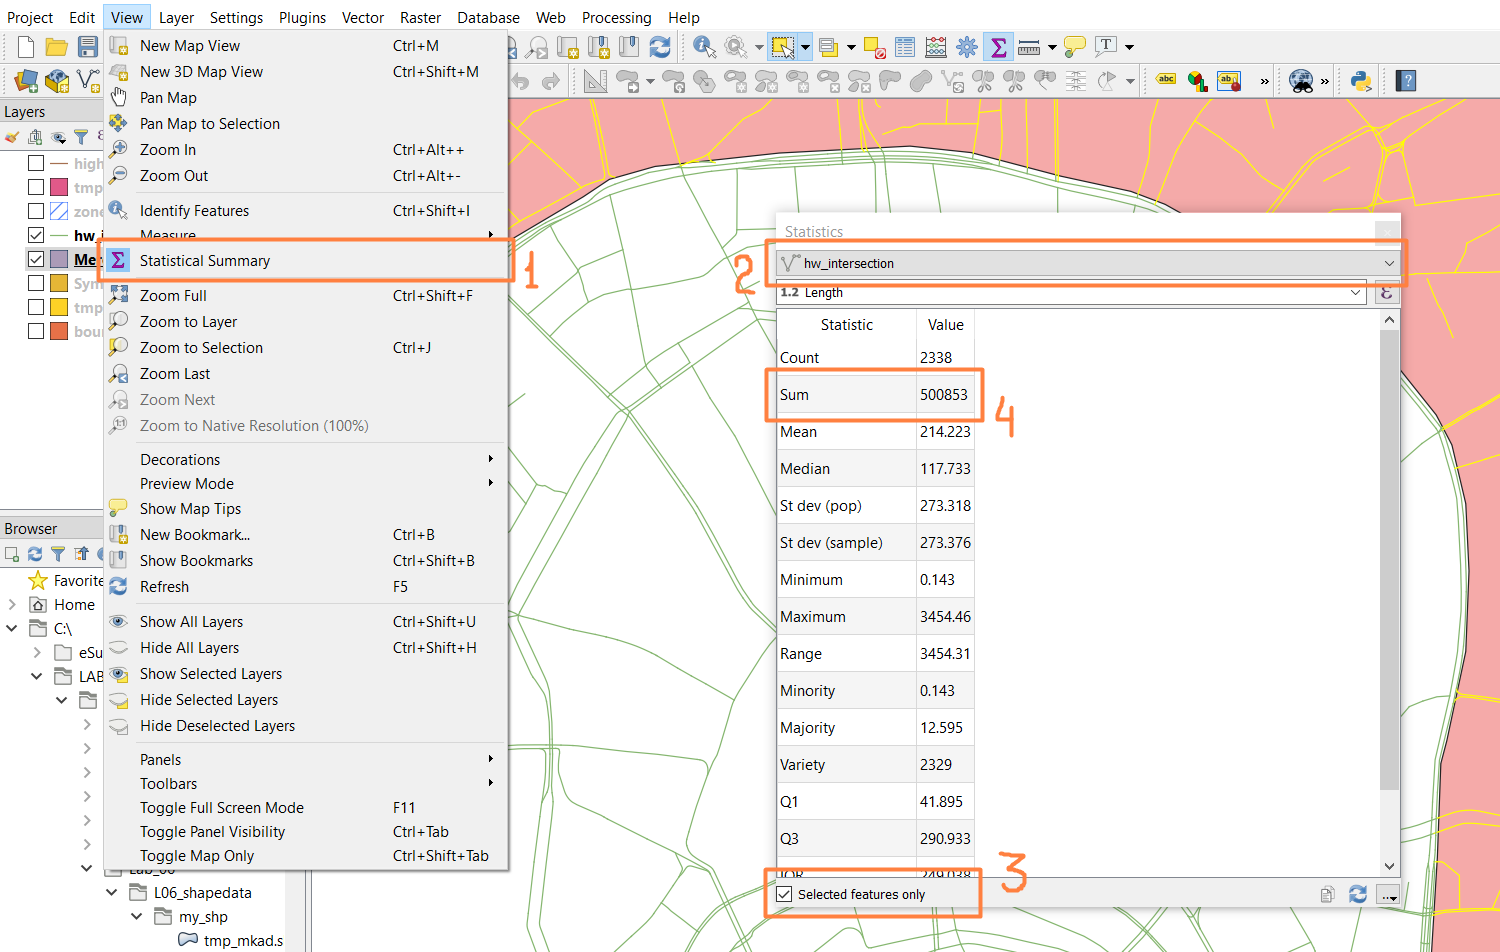 Project Edit View Layer Settings Plugins Vector Raster Database Web Processing Help
New Map View Ctrl+M
New 3D Map View Ctrl+Shift+M
Pan Map
Pan Map to Selection
Zoom In Ctrl+Alt++
Zoom Out Ctrl+Alt+-
Identify Features Ctrl+Shift+I
Measure
Statistical Summary
1
Zoom Full Ctrl+Shift+F
Zoom to Layer
Zoom to Selection Ctrl+J
Zoom Last
Zoom Next
Zoom to Native Resolution (100%)
Decorations
Preview Mode
Show Map Tips
New Bookmark... Ctrl+B
Show Bookmarks Ctrl+Shift+B
Refresh F5
Show All Layers Ctrl+Shift+U
Hide All Layers Ctrl+Shift+H
Show Selected Layers
Hide Selected Layers
Hide Deselected Layers
Panels
Toolbars
Toggle Full Screen Mode F11
Toggle Panel Visibility Ctrl+Tab
Toggle Map Only Ctrl+Shift+Tab
Layers
high
tmp
zone
hw_i
Me
Sym
tmp
bou
Browser
Favorite
Home
C:\
eSu
LAB
Lab_06
L06_shapedata
my_shp
tmp_mkad.s
abc
abc
Statistics
2
hw_intersection
1.2 Length
Statistic Value
Count 2338
Sum 500853
4
Mean 214.223
Median 117.733
St dev (pop) 273.318
St dev (sample) 273.376
Minimum 0.143
Maximum 3454.46
Range 3454.31
Minority 0.143
Majority 12.595
Variety 2329
Q1 41.895
Q3 290.933
IQR 249.038
3
Selected features only